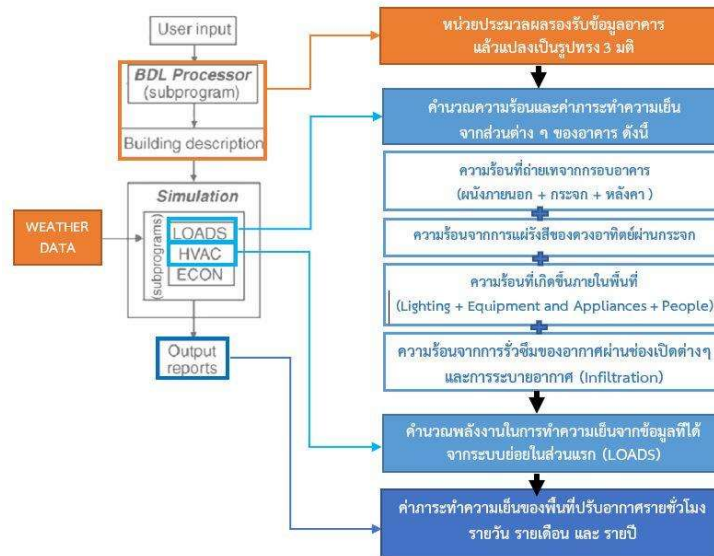 User input
BDL Processor
(subprogram)
Building description
Simulation
(subprograms)
LOADS
HVAC
ECON
WEATHER
DATA
Output
reports
หน่วยประมวลผลรองรับข้อมูลอาคาร
แล้วแปลงเป็นรูปทรง 3 มิติ
คำนวณความร้อนและค่าภาระทำความเย็น
จากส่วนต่าง ๆ ของอาคาร ดังนี้
ความร้อนที่ถ่ายเทจากกรอบอาคาร
(ผนังภายนอก + กระจก + หลังคา )
ความร้อนจากการแผ่รังสีของดวงอาทิตย์ผ่านกระจก
ความร้อนที่เกิดขึ้นภายในพื้นที่
(Lighting + Equipment and Appliances + People)
ความร้อนจากการรั่วซึมของอากาศผ่านช่องเปิดต่างๆ
และการระบายอากาศ (Infiltration)
คำนวณพลังงานในการทำความเย็นจากข้อมูลที่ได้
จากระบบย่อยในส่วนแรก (LOADS)
ค่าภาระทำความเย็นของพื้นที่ปรับอากาศรายชั่วโมง
รายวัน รายเดือน และ รายปี